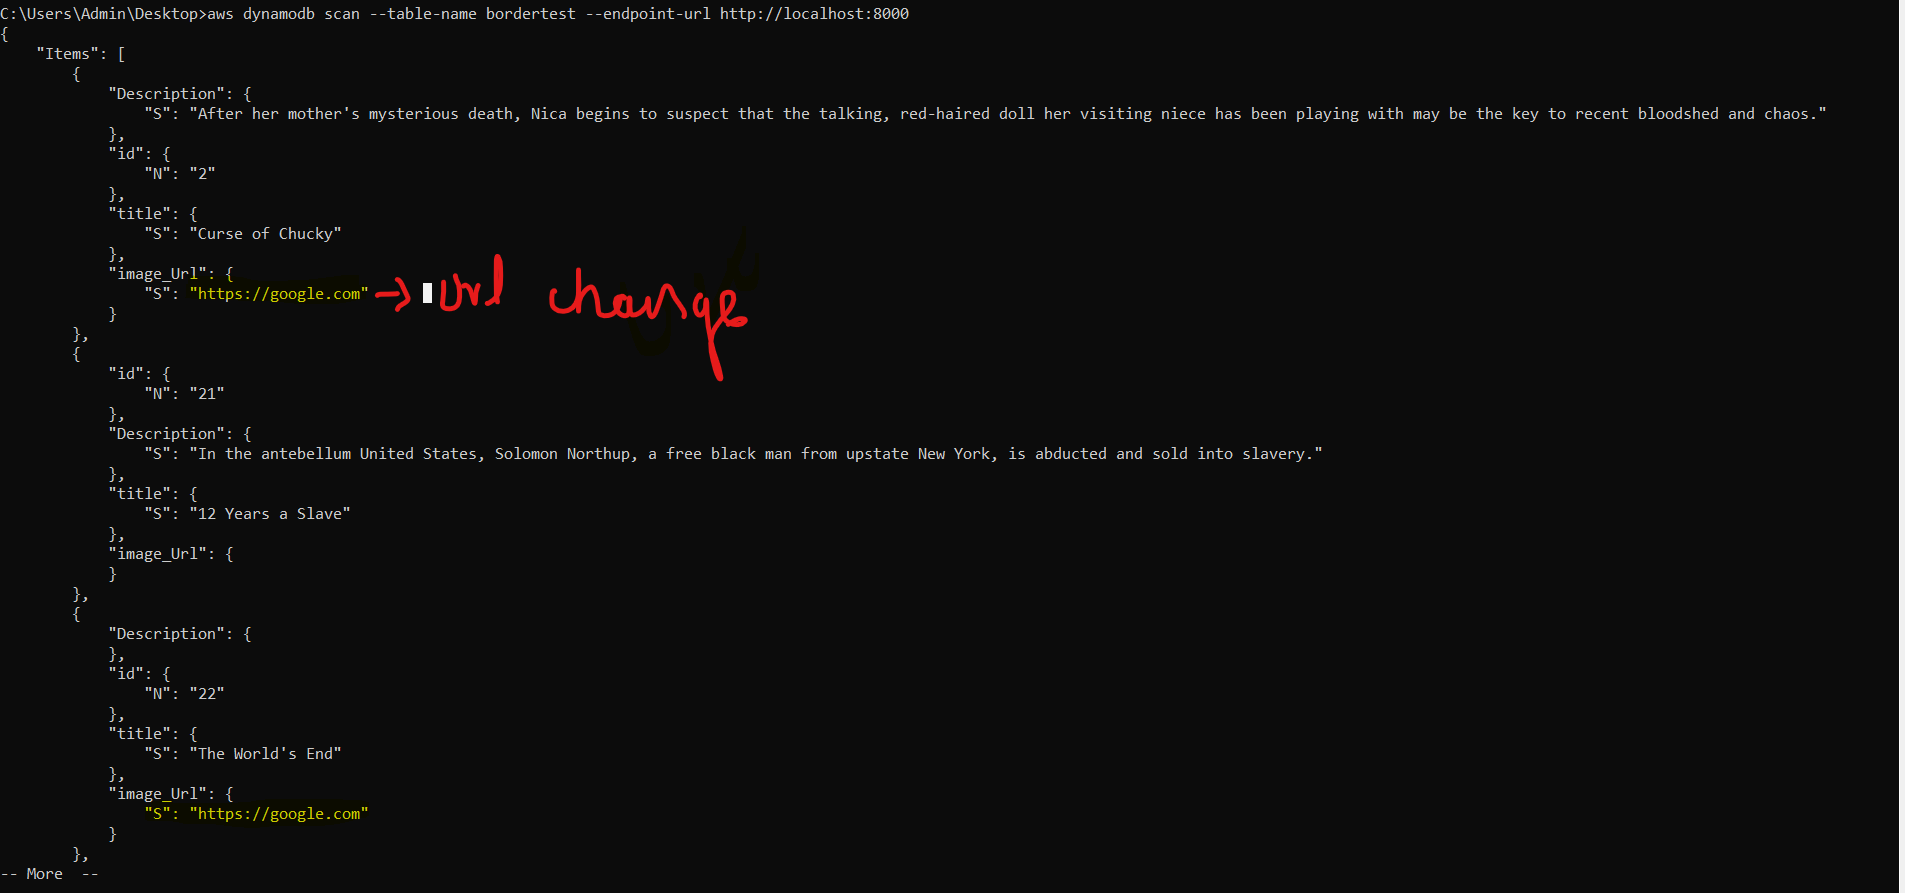 C:\Users\Admin\Desktop>aws dynamodb scan --table-name bordertest --endpoint-url http://localhost:8000
{
    "Items": [
        {
            "Description": {
                "S": "After her mother's mysterious death, Nica begins to suspect that the talking, red-haired doll her visiting niece has been playing with may be the key to recent bloodshed and chaos."
            },
            "id": {
                "N": "2"
            },
            "title": {
                "S": "Curse of Chucky"
            },
            "image_Url": {
                "S": "https://google.com" → Url change
            }
        },
        {
            "id": {
                "N": "21"
            },
            "Description": {
                "S": "In the antebellum United States, Solomon Northup, a free black man from upstate New York, is abducted and sold into slavery."
            },
            "title": {
                "S": "12 Years a Slave"
            },
            "image_Url": {
            }
        },
        {
            "Description": {
            },
            "id": {
                "N": "22"
            },
            "title": {
                "S": "The World's End"
            },
            "image_Url": {
                "S": "https://google.com"
            }
        },
-- More  --